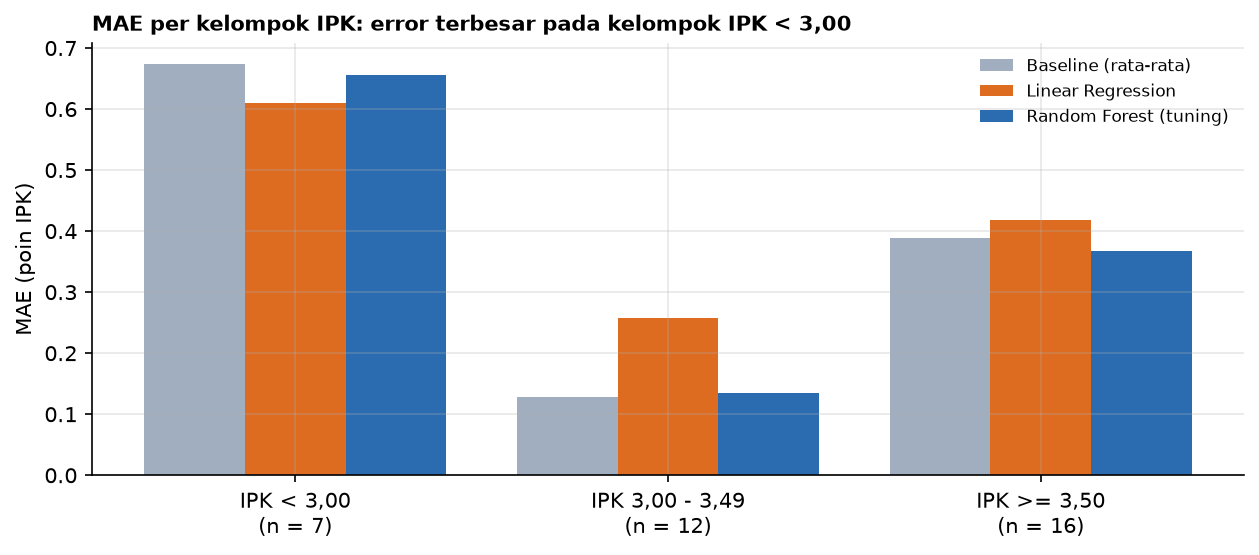 MAE per kelompok IPK: error terbesar pada kelompok IPK < 3,00
Baseline (rata-rata)
Linear Regression
Random Forest (tuning)
MAE (poin IPK)
0.7
0.6
0.5
0.4
0.3
0.2
0.1
0.0
IPK < 3,00
(n = 7)
IPK 3,00 - 3,49
(n = 12)
IPK >= 3,50
(n = 16)